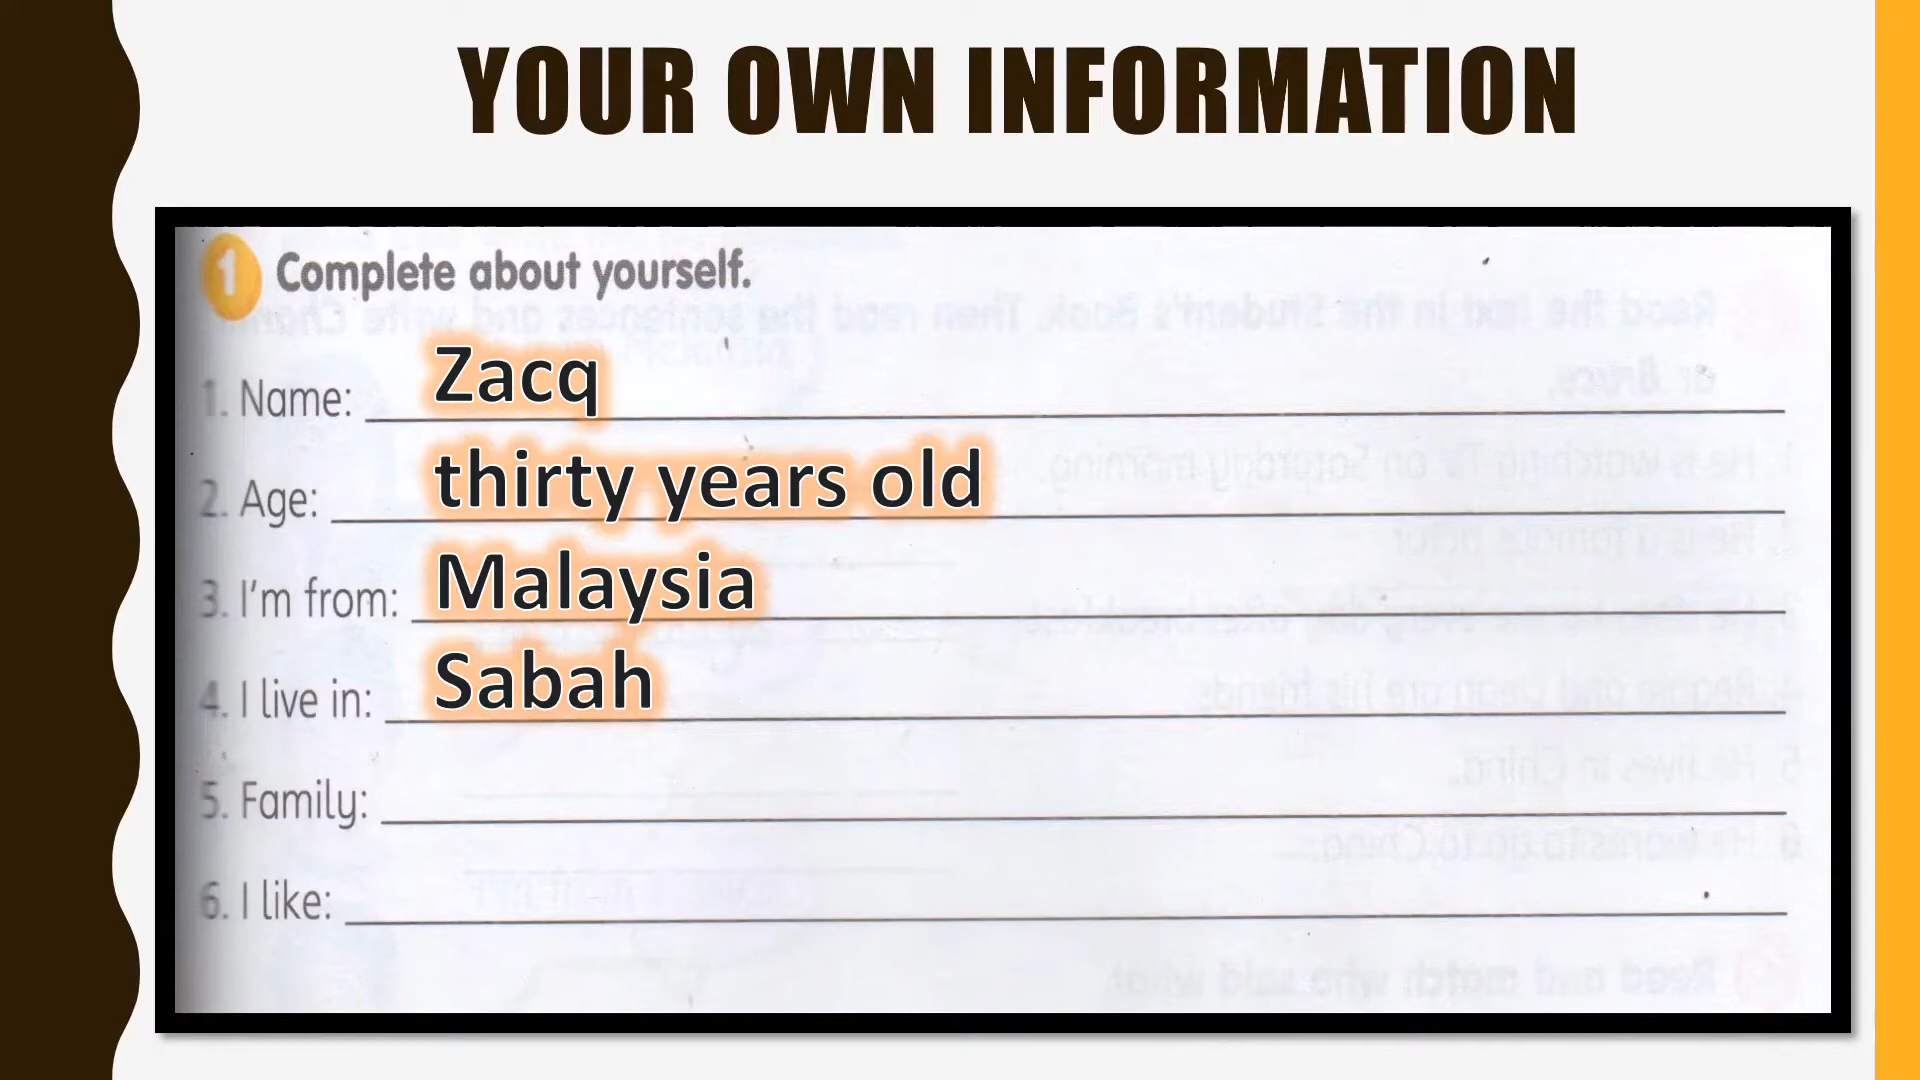 YOUR OWN INFORMATION
1 Complete about yourself.
1. Name: Zacq
2. Age: thirty years old
3. I'm from: Malaysia
4. I live in: Sabah
5. Family:
6. I like: